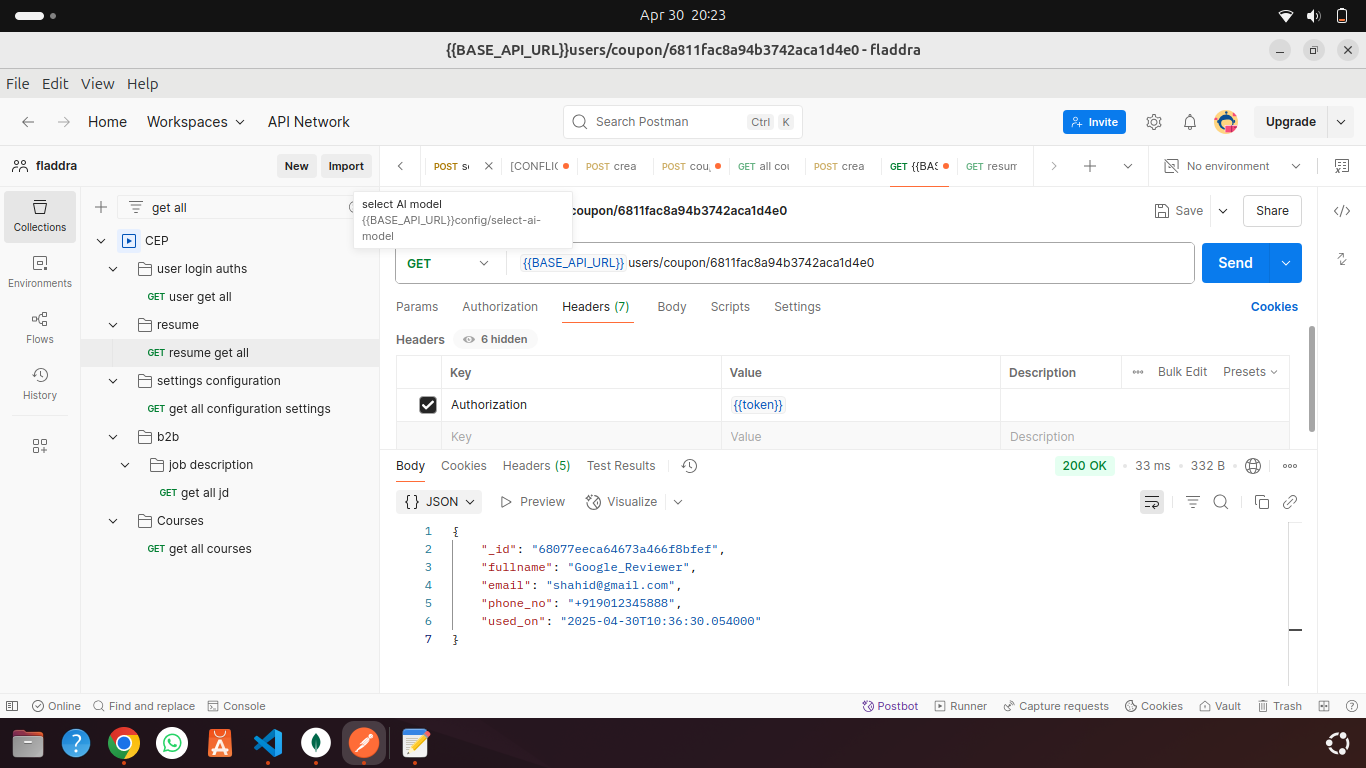 Apr 30 20:23
{{BASE_API_URL}}users/coupon/6811fac8a94b3742aca1d4e0 - fladdra
File Edit View Help
Home Workspaces API Network
Search Postman Ctrl K
Invite
Upgrade
fladdra
New Import
POST se
[CONFLIC
POST crea
POST cou
GET all cou
POST crea
GET {{BAS
GET resum
No environment
Collections
Environments
Flows
History
get all
CEP
user login auths
GET user get all
resume
GET resume get all
settings configuration
GET get all configuration settings
b2b
job description
GET get all jd
Courses
GET get all courses
select AI model
{{BASE_API_URL}}config/select-ai-
model
coupon/6811fac8a94b3742aca1d4e0
Save Share
GET {{BASE_API_URL}} users/coupon/6811fac8a94b3742aca1d4e0
Send
Params Authorization Headers (7) Body Scripts Settings Cookies
Headers 6 hidden
Key Value Description Bulk Edit Presets
Authorization {{token}}
Key Value Description
Body Cookies Headers (5) Test Results 200 OK • 33 ms • 332 B
{ } JSON Preview Visualize
1 {
2 "_id": "68077eeca64673a466f8bfef",
3 "fullname": "Google_Reviewer",
4 "email": "shahid@gmail.com",
5 "phone_no": "+919012345888",
6 "used_on": "2025-04-30T10:36:30.054000"
7 }
Online Find and replace Console Postbot Runner Capture requests Cookies Vault Trash